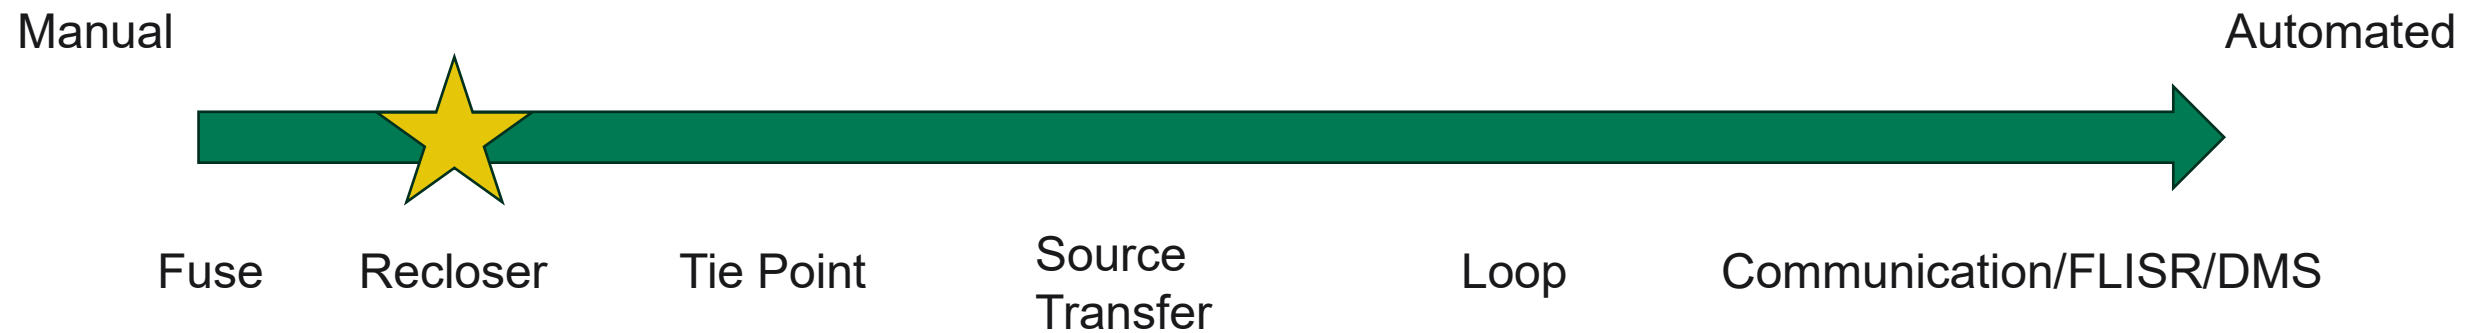 Manual
Automated
Fuse
Recloser
Tie Point
Source
Transfer
Loop
Communication/FLISR/DMS